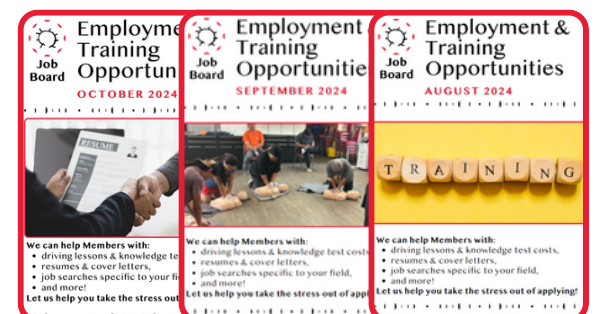 Job
Board
Employme
Training
Opportun
OCTOBER 2024
RESUME
We can help Members with:
driving lessons & knowledge te
resumes & cover letters,
job searches specific to your fi
and more!
Let us help you take the stress out
Job
Board
Employment
Training
Opportunitie
SEPTEMBER 2024
We can help Members with:
driving lessons & knowledge test costs
resumes & cover letters,
job searches specific to your field,
and more!
Let us help you take the stress out of appl
Job
Board
Employment &
Training
Opportunities
AUGUST 2024
TRAINING
We can help Members with:
driving lessons & knowledge test costs,
resumes & cover letters,
job searches specific to your field,
and more!
Let us help you take the stress out of applying!